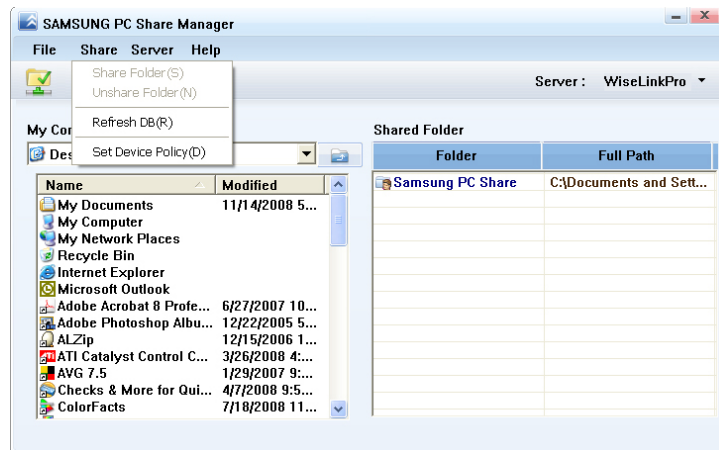 SAMSUNG PC Share Manager
File Share Server Help
Share Folder(S)
Unshare Folder(N)
Refresh DB(R)
Set Device Policy(D)
Server : WiseLinkPro
My Co
Des
Name Modified
My Documents 11/14/2008 5...
My Computer
My Network Places
Recycle Bin
Internet Explorer
Microsoft Outlook
Adobe Acrobat 8 Profe... 6/27/2007 10...
Adobe Photoshop Albu... 12/22/2005 5...
ALZip 12/15/2006 1...
ATI Catalyst Control C... 3/26/2008 4:...
AVG 7.5 1/29/2007 9:...
Checks & More for Qui... 4/7/2008 9:5...
ColorFacts 7/18/2008 11...
Shared Folder
Folder Full Path
Samsung PC Share C:\Documents and Sett...